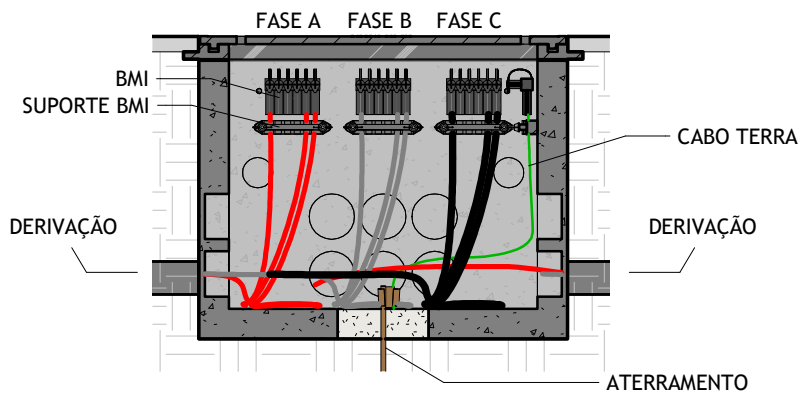 FASE A FASE B FASE C
BMI
SUPORTE BMI
CABO TERRA
DERIVAÇÃO
DERIVAÇÃO
ATERRAMENTO